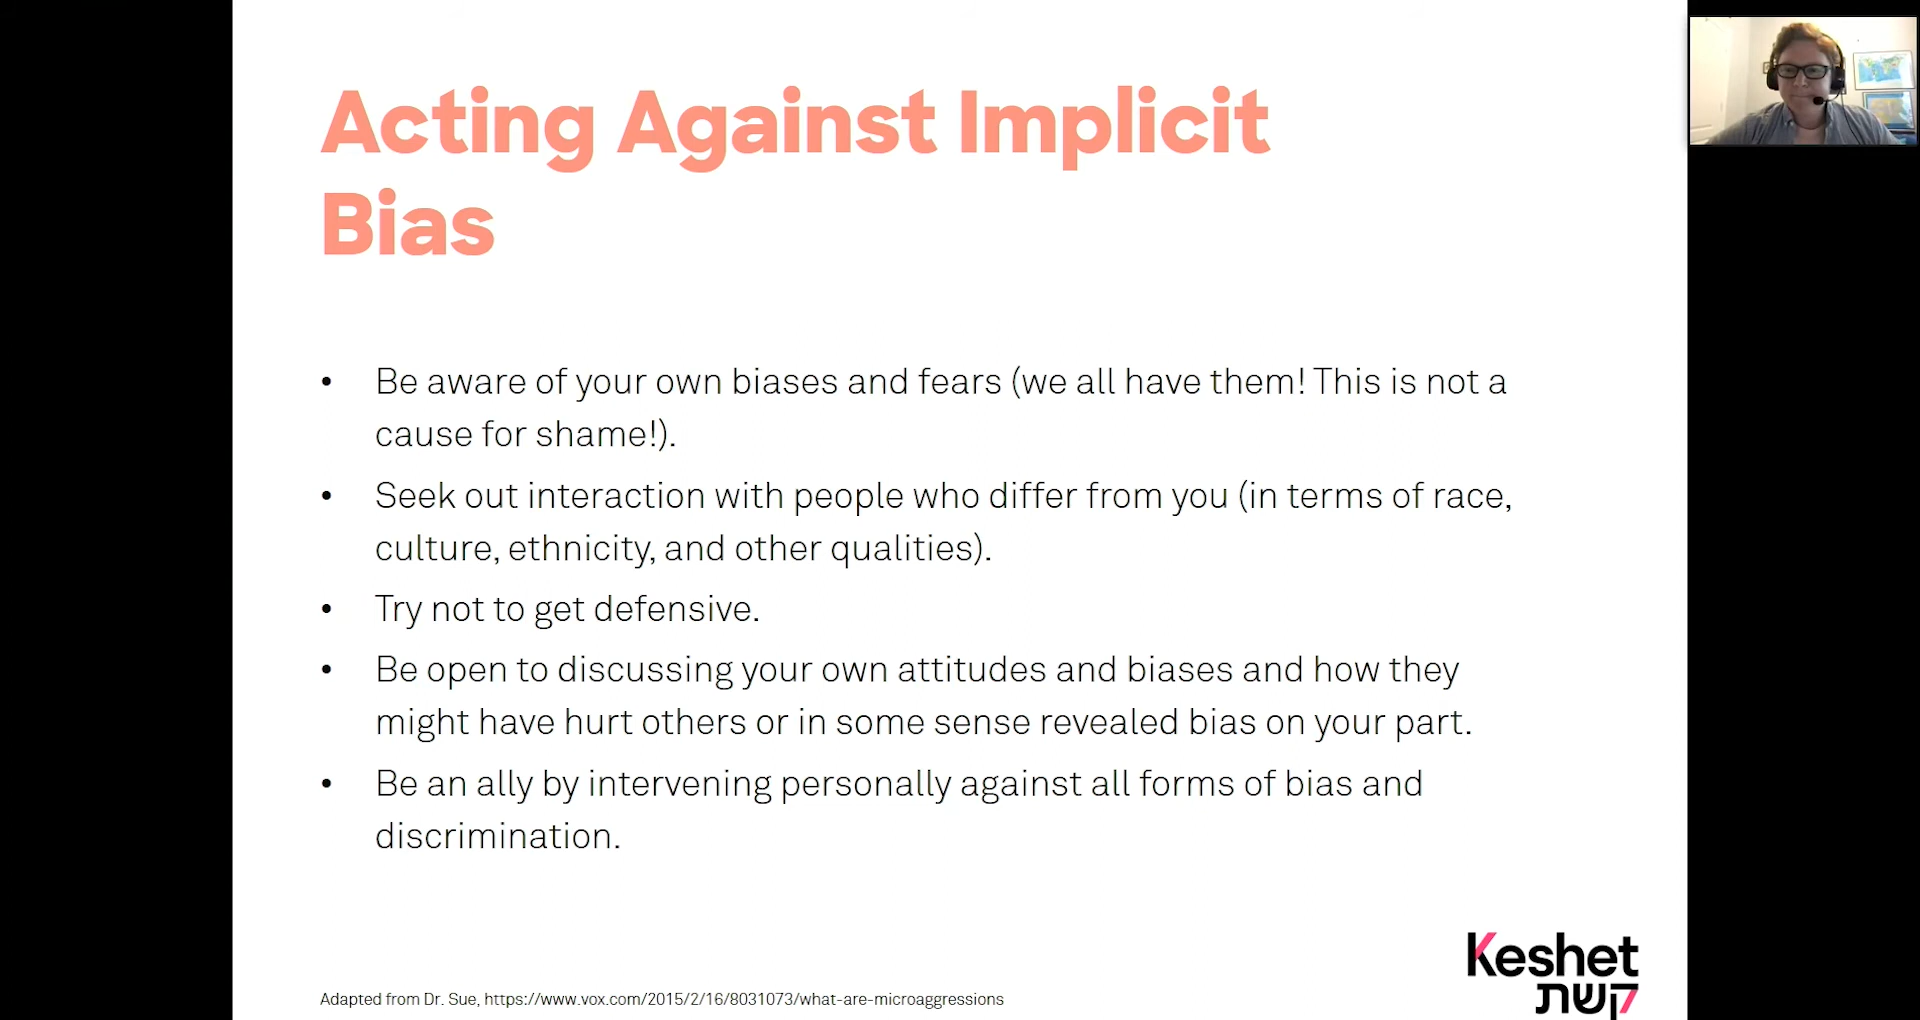 Acting Against Implicit
Bias
• Be aware of your own biases and fears (we all have them! This is not a
cause for shame!).
• Seek out interaction with people who differ from you (in terms of race,
culture, ethnicity, and other qualities).
• Try not to get defensive.
• Be open to discussing your own attitudes and biases and how they
might have hurt others or in some sense revealed bias on your part.
• Be an ally by intervening personally against all forms of bias and
discrimination.
Adapted from Dr. Sue, https://www.vox.com/2015/2/16/8031073/what-are-microaggressions
Keshet
קשת